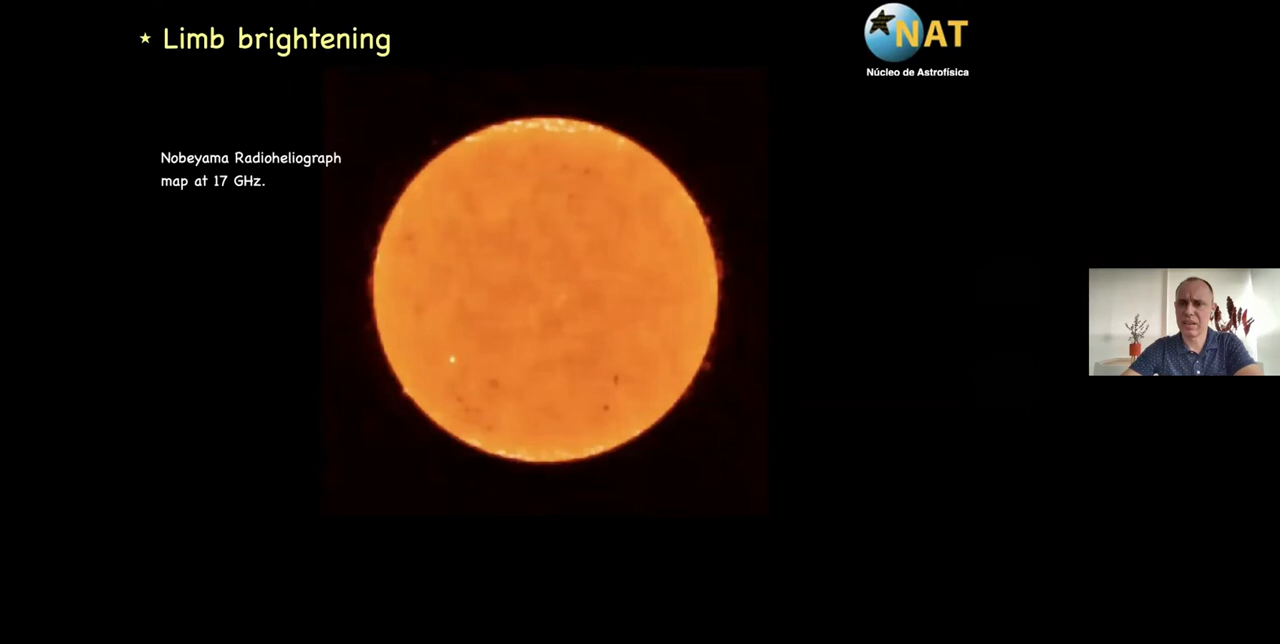 ★ Limb brightening
NAT
Núcleo de Astrofísica
Nobeyama Radioheliograph
map at 17 GHz.